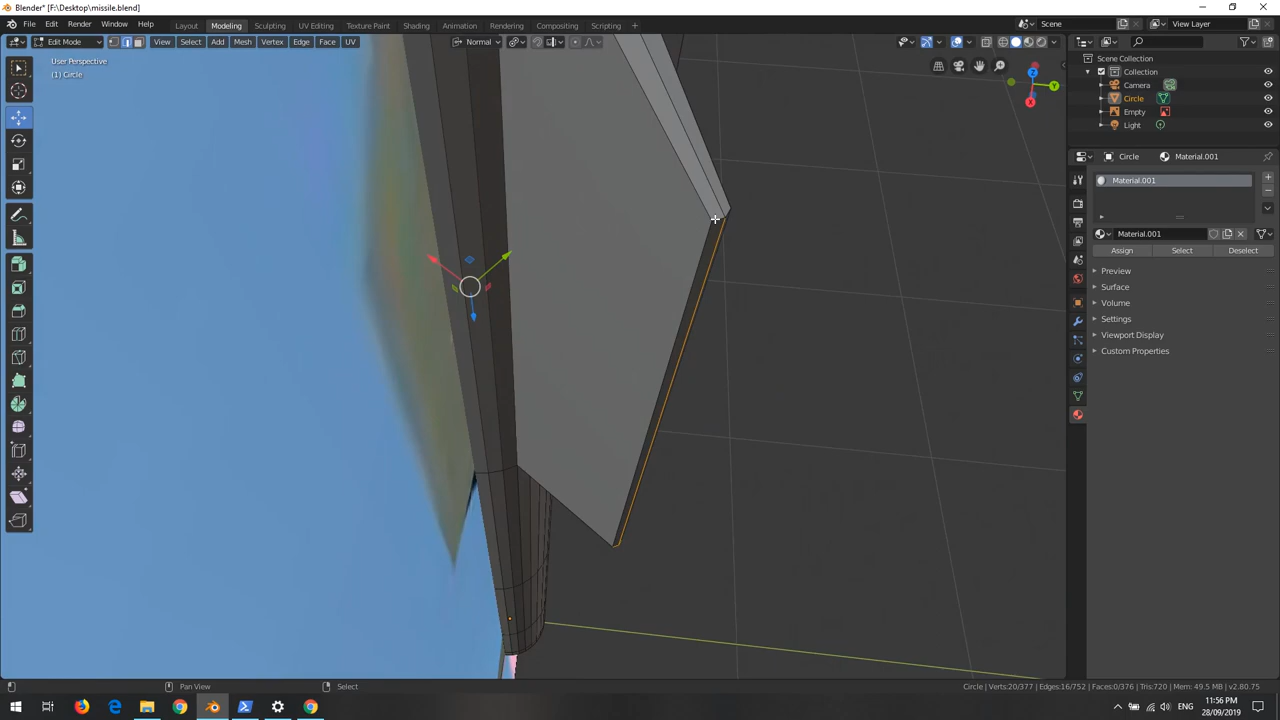 Blender* [F:\Desktop\missile.blend]
File Edit Render Window Help Layout Modeling Sculpting UV Editing Texture Paint Shading Animation Rendering Compositing Scripting + Scene View Layer
Edit Mode View Select Add Mesh Vertex Edge Face UV Normal
User Perspective
(1) Circle
Z
Y
X
Scene Collection
Collection
Camera
Circle
Empty
Light
Circle Material.001
Material.001
Material.001
Assign Select Deselect
Preview
Surface
Volume
Settings
Viewport Display
Custom Properties
Pan View Select Circle | Verts:20/377 | Edges:16/752 | Faces:0/376 | Tris:720 | Mem: 49.5 MB | v2.80.75
ENG 11:56 PM
28/09/2019